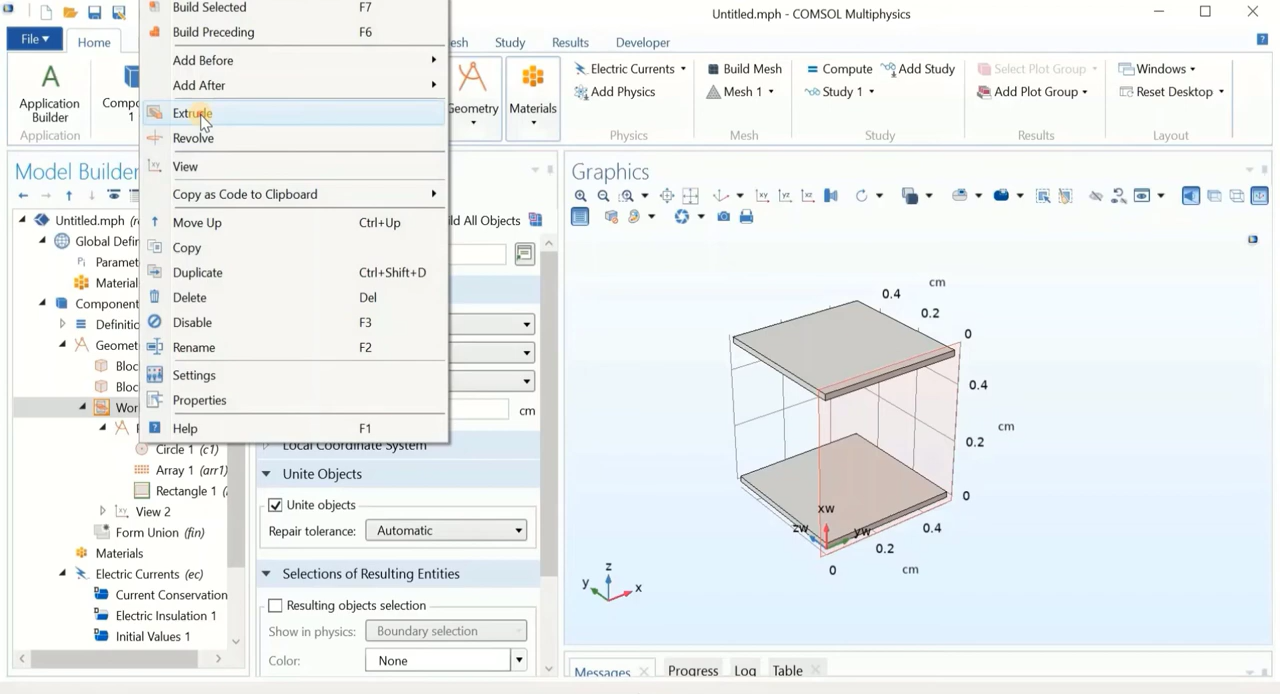 Untitled.mph - COMSOL Multiphysics
File Home esh Study Results Developer
Build Selected F7
Build Preceding F6
Add Before
Add After
Extrude
Revolve
View
Copy as Code to Clipboard
Move Up Ctrl+Up
Copy
Duplicate Ctrl+Shift+D
Delete Del
Disable F3
Rename F2
Settings
Properties
Help F1
A
Application
Builder
Application
Compo
1
Geometry
Materials
Electric Currents
Add Physics
Physics
Build Mesh
Mesh 1
Mesh
Compute Add Study
Study 1
Study
Select Plot Group
Add Plot Group
Results
Windows
Reset Desktop
Layout
Model Builder
Untitled.mph (r
Global Defin
Pi Paramet
Material
Component
Definitio
Geomet
Bloc
Bloc
Wor
Circle 1 (c1)
Array 1 (arr1)
Rectangle 1
View 2
Form Union (fin)
Materials
Electric Currents (ec)
Current Conservation
Electric Insulation 1
Initial Values 1
ld All Objects
cm
Local Coordinate System
Unite Objects
Unite objects
Repair tolerance: Automatic
Selections of Resulting Entities
Resulting objects selection
Show in physics: Boundary selection
Color: None
Graphics
0.4 cm
0.2
0
0.4
cm
0.2
0
xw
zw yw
0.4
0.2
0 cm
z
y x
Messages Progress Log Table